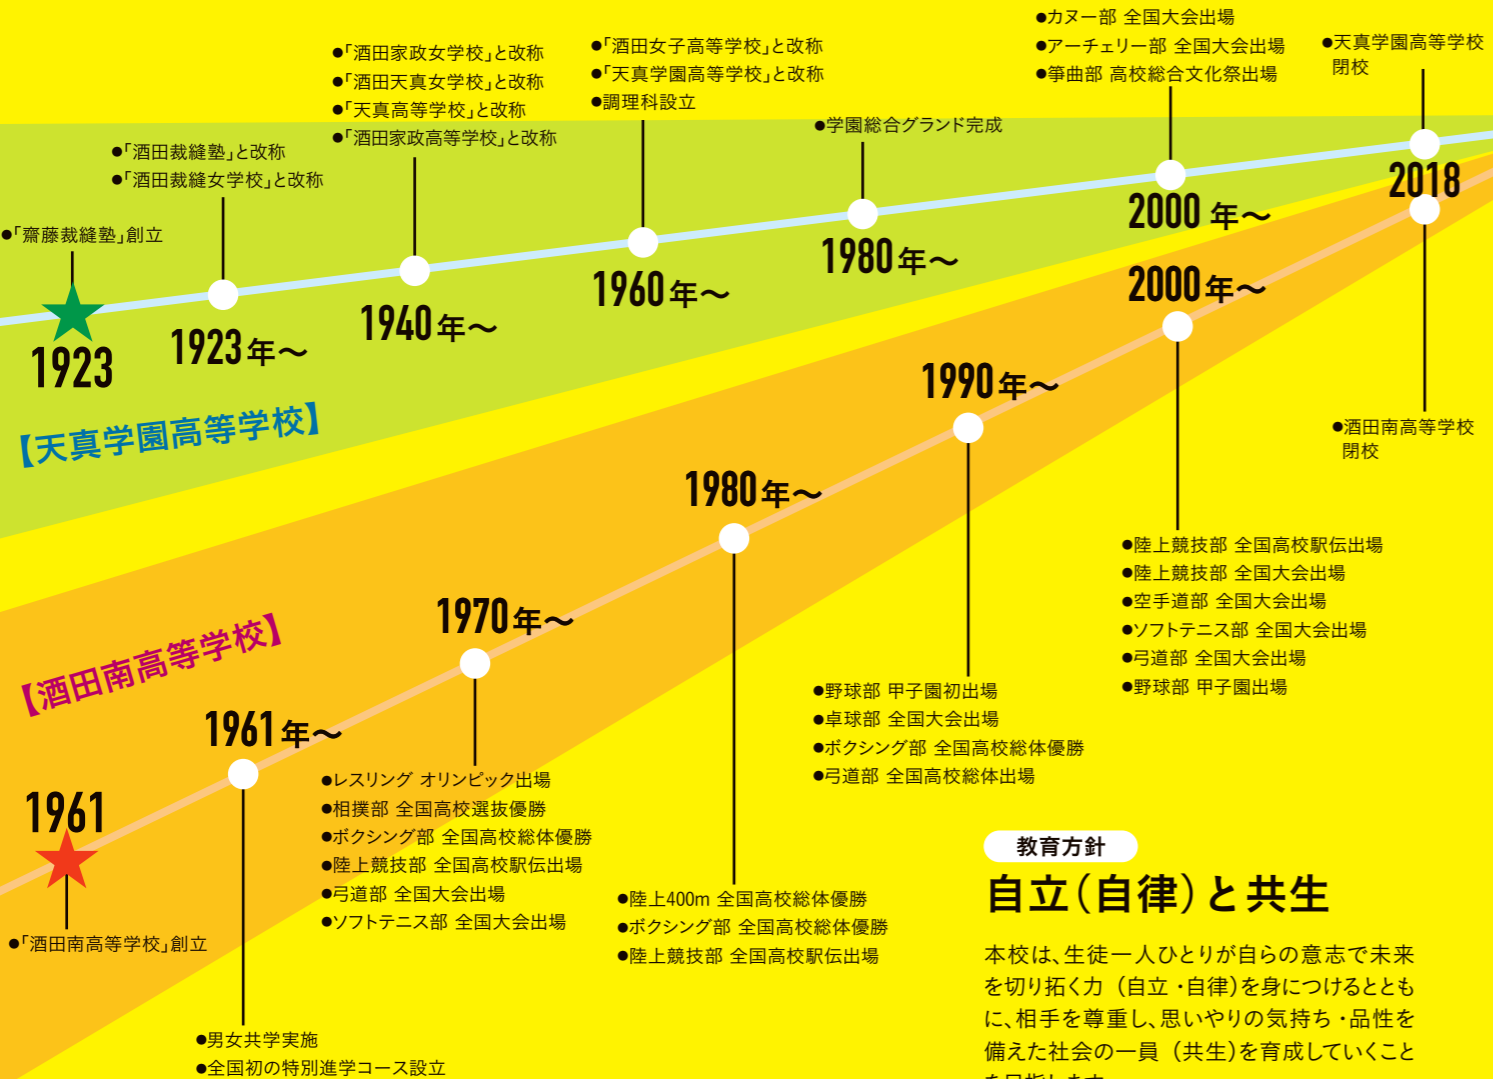 ●「齋藤裁縫塾」創立
1923
●「酒田裁縫塾」と改称
●「酒田裁縫女学校」と改称
1923年～
●「酒田家政女学校」と改称
●「酒田天真女学校」と改称
●「天真高等学校」と改称
●「酒田家政高等学校」と改称
1940年～
●「酒田女子高等学校」と改称
●「天真学園高等学校」と改称
●調理科設立
1960年～
●学園総合グランド完成
1980年～
●カヌー部 全国大会出場
●アーチェリー部 全国大会出場
●箏曲部 高校総合文化祭出場
2000年～
●天真学園高等学校
閉校
2018
【天真学園高等学校】
【酒田南高等学校】
1961
●「酒田南高等学校」創立
1961年～
●男女共学実施
●全国初の特別進学コース設立
1970年～
●レスリング オリンピック出場
●相撲部 全国高校選抜優勝
●ボクシング部 全国高校総体優勝
●陸上競技部 全国高校駅伝出場
●弓道部 全国大会出場
●ソフトテニス部 全国大会出場
1980年～
●陸上400m 全国高校総体優勝
●ボクシング部 全国高校総体優勝
●陸上競技部 全国高校駅伝出場
1990年～
●野球部 甲子園初出場
●卓球部 全国大会出場
●ボクシング部 全国高校総体優勝
●弓道部 全国高校総体出場
2000年～
●陸上競技部 全国高校駅伝出場
●陸上競技部 全国大会出場
●空手道部 全国大会出場
●ソフトテニス部 全国大会出場
●弓道部 全国大会出場
●野球部 甲子園出場
●酒田南高等学校
閉校
教育方針
自立（自律）と共生
本校は、生徒一人ひとりが自らの意志で未来
を切り拓く力（自立・自律）を身につけるととも
に、相手を尊重し、思いやりの気持ち・品性を
備えた社会の一員（共生）を育成していくこと